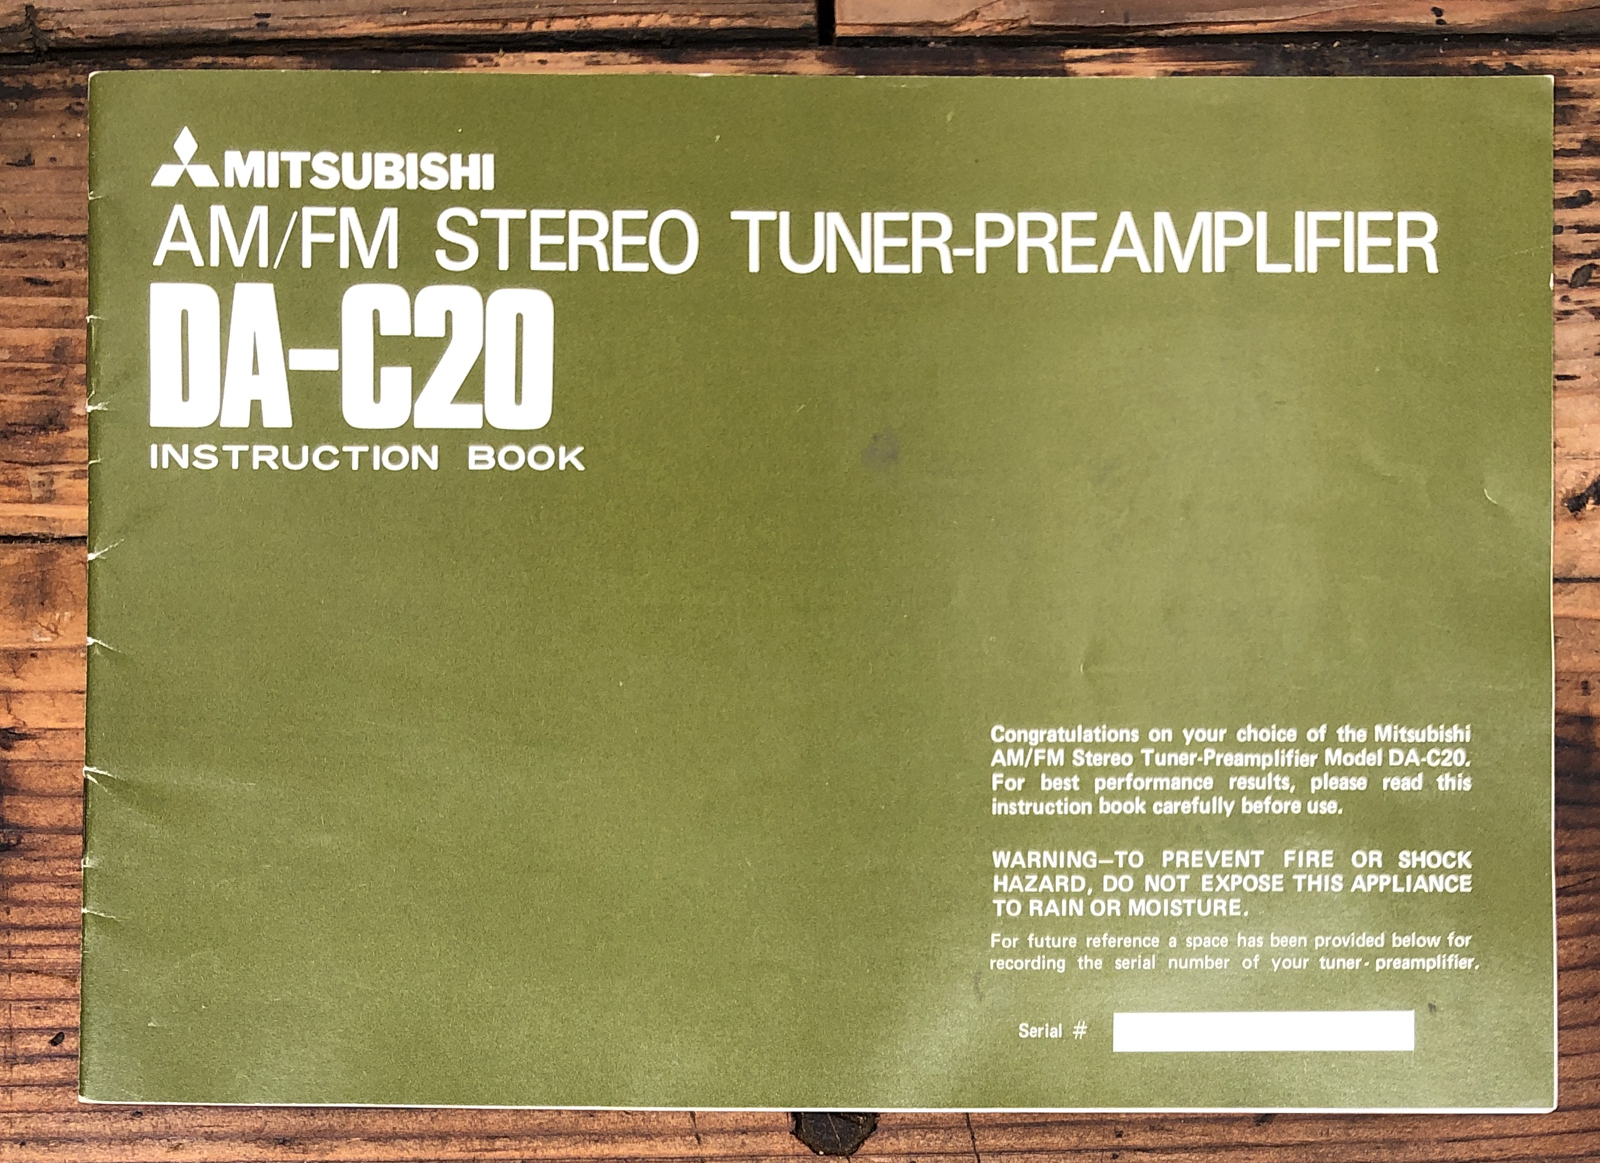 MITSUBISHI
AM/FM STEREO TUNER-PREAMPLIFIER
DA-C20
INSTRUCTION BOOK
Congratulations on your choice of the Mitsubishi
AM/FM Stereo Tuner-Preamplifier Model DA-C20.
For best performance results, please read this
instruction book carefully before use.
WARNING—TO PREVENT FIRE OR SHOCK
HAZARD, DO NOT EXPOSE THIS APPLIANCE
TO RAIN OR MOISTURE.
For future reference a space has been provided below for
recording the serial number of your tuner-preamplifier.
Serial #